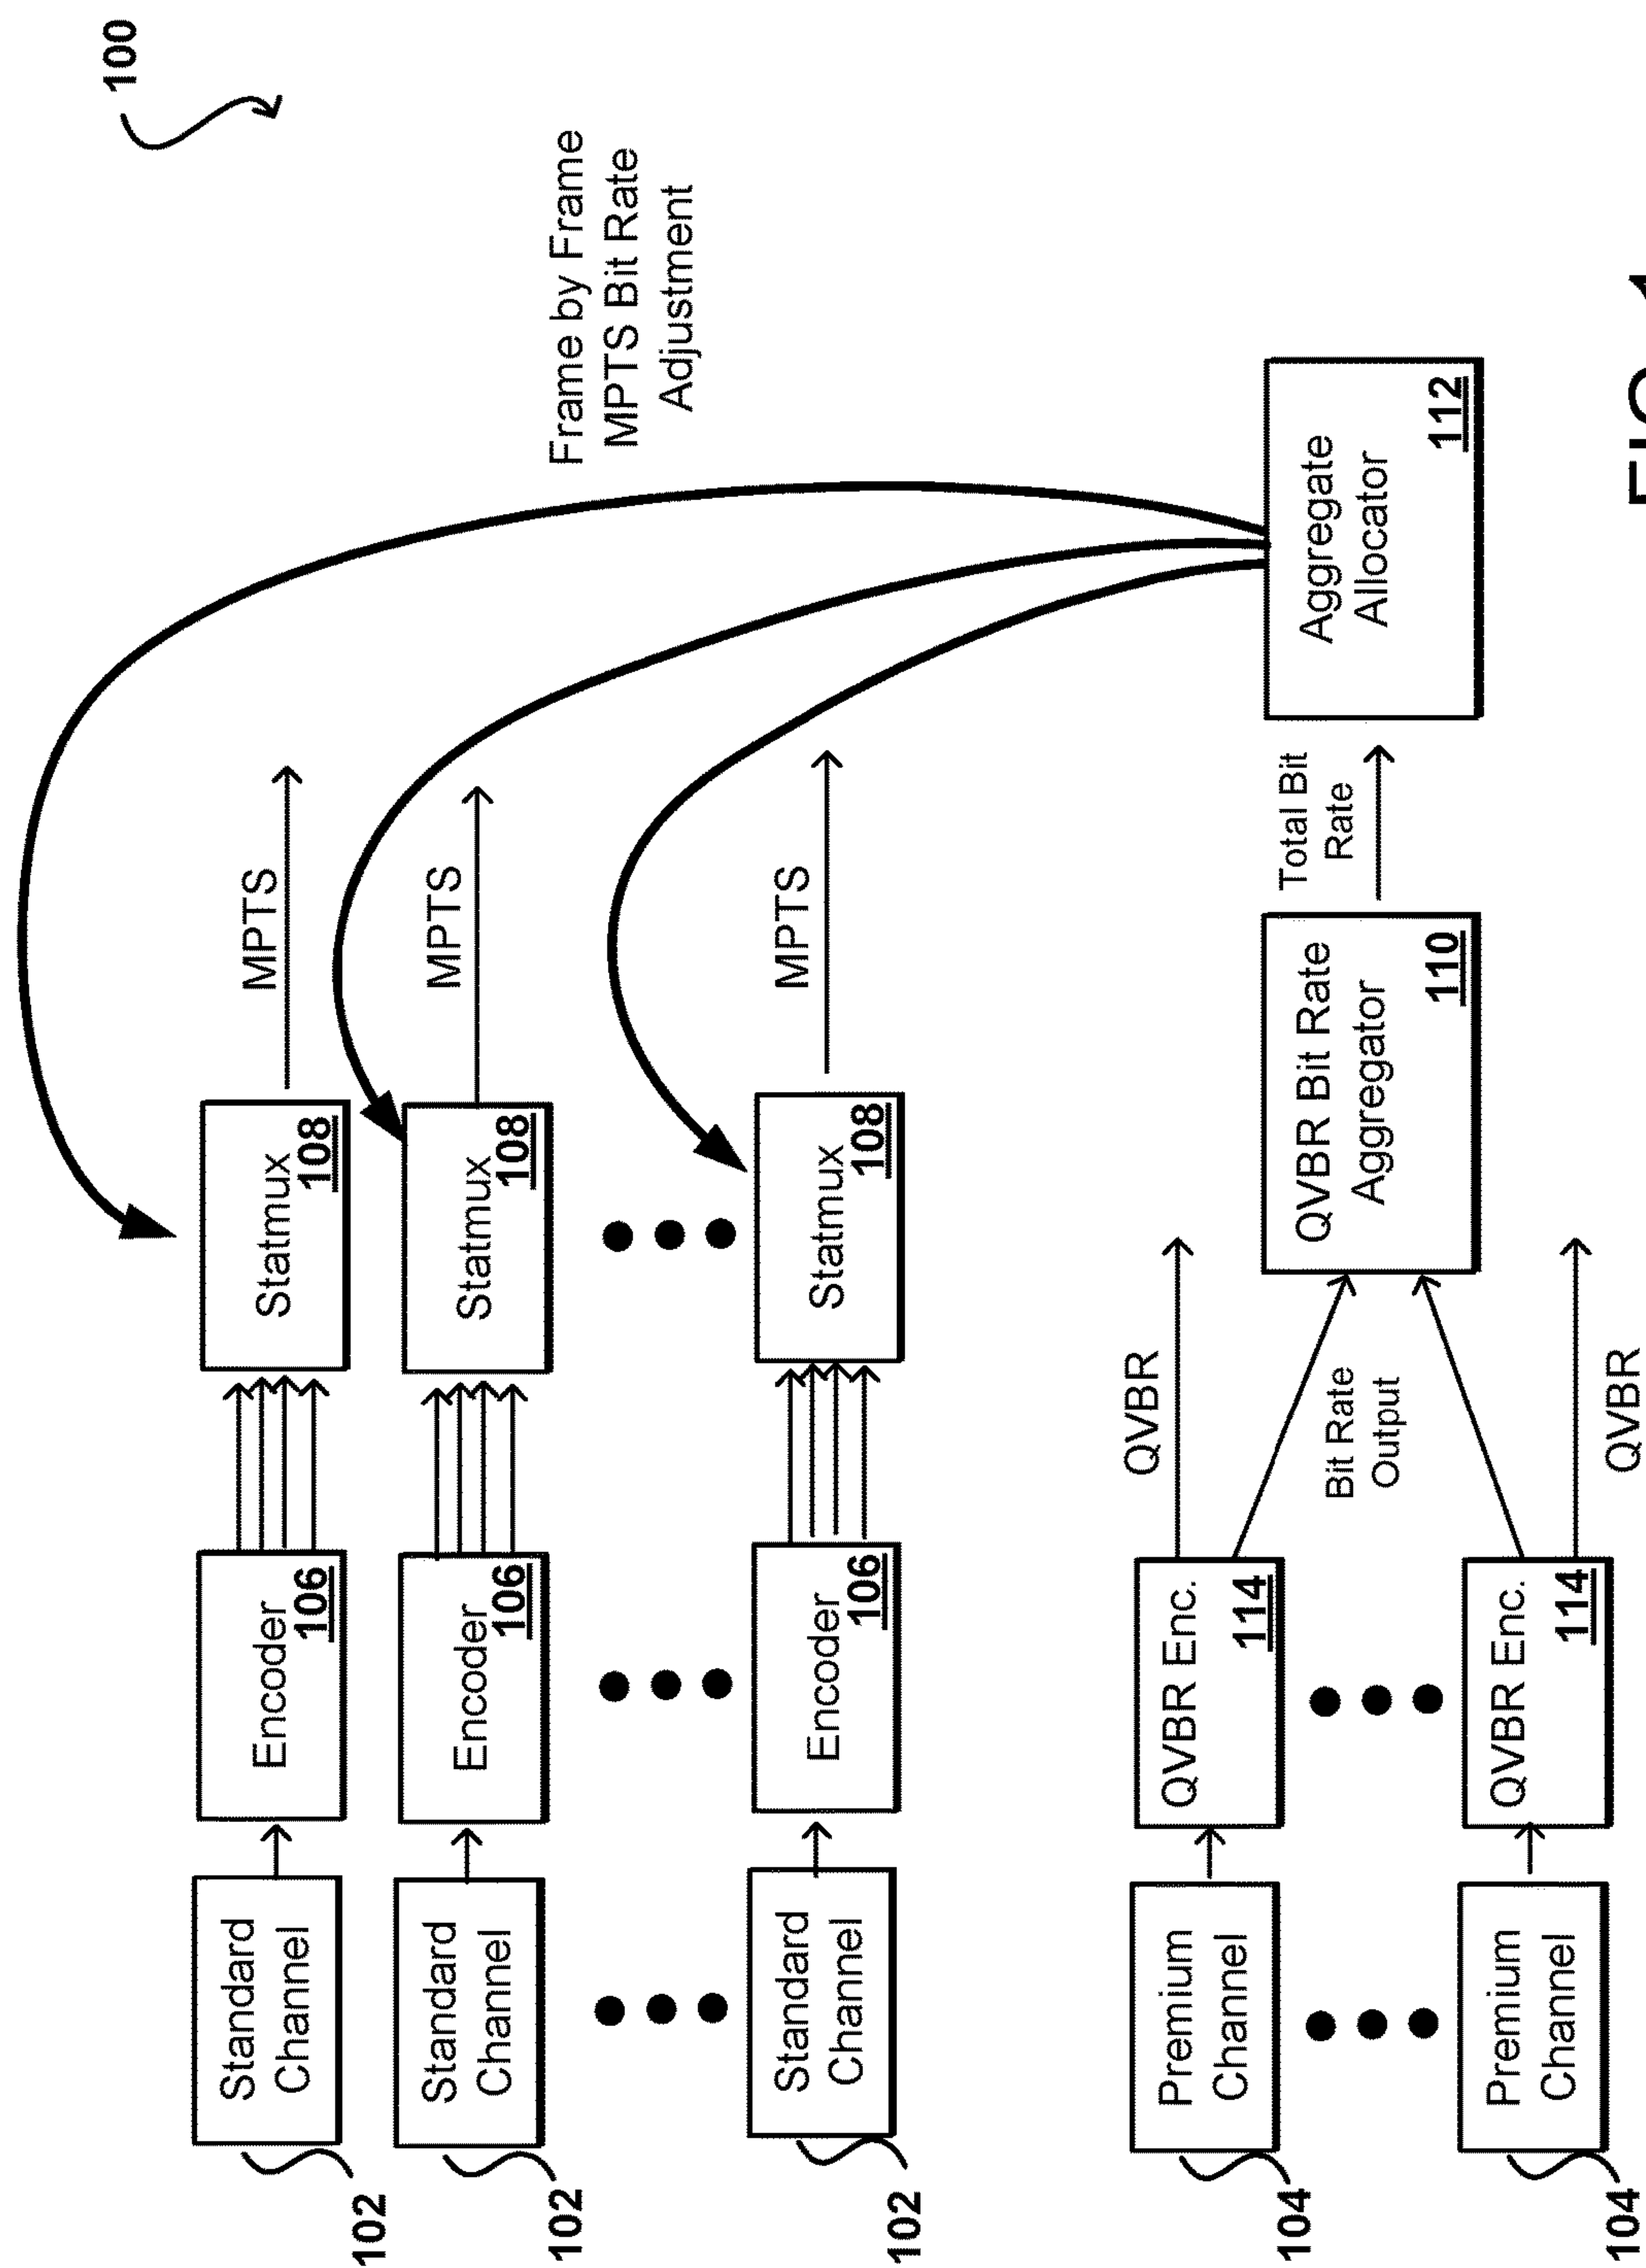 100
Standard
Channel
102
Encoder
106
Statmux
108
MPTS
Standard
Channel
102
Encoder
106
Statmux
108
MPTS
Frame by Frame
MPTS Bit Rate
Adjustment
Standard
Channel
102
Encoder
106
Statmux
108
MPTS
Premium
Channel
104
QVBR Enc.
114
QVBR
Bit Rate
Output
QVBR Bit Rate
Aggregator
110
Total Bit
Rate
Aggregate
Allocator
112
Premium
Channel
104
QVBR Enc.
114
QVBR
FIG. 1